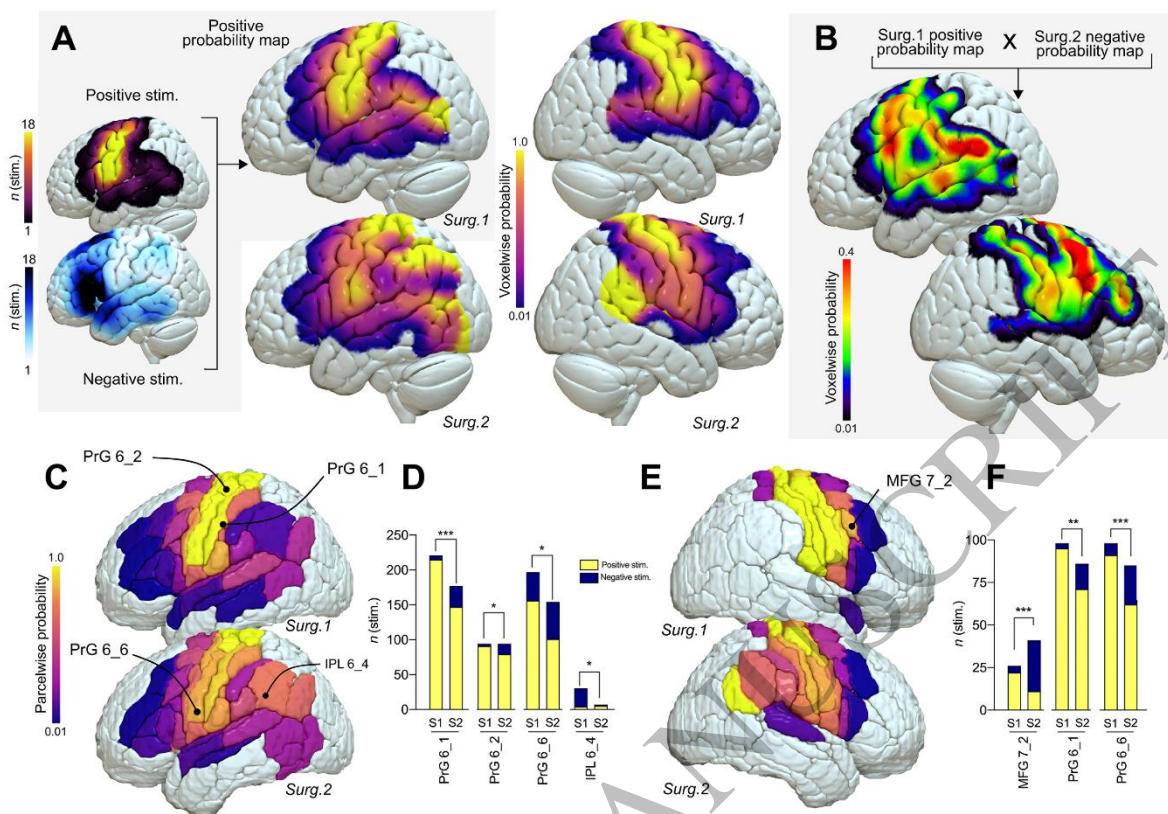 A
Positive
probability map
Positive stim.
18
n (stim.)
1
18
n (stim.)
1
Negative stim.
Surg.1
Surg.2
1.0
Voxelwise probability
0.01
Surg.1
Surg.2
B
Surg.1 positive
probability map
X
Surg.2 negative
probability map
0.4
Voxelwise probability
0.01
C
PrG 6_2
PrG 6_1
1.0
Parcelwise probability
0.01
Surg.1
PrG 6_6
IPL 6_4
Surg.2
D
250
200
150
100
50
0
n (stim.)
***
*
*
*
Positive stim.
Negative stim.
S1 S2 S1 S2 S1 S2 S1 S2
PrG 6_1
PrG 6_2
PrG 6_6
IPL 6_4
E
MFG 7_2
Surg.1
Surg.2
F
100
75
50
25
0
n (stim.)
***
**
***
S1 S2 S1 S2 S1 S2
MFG 7_2
PrG 6_1
PrG 6_6
ANUSCRIPT